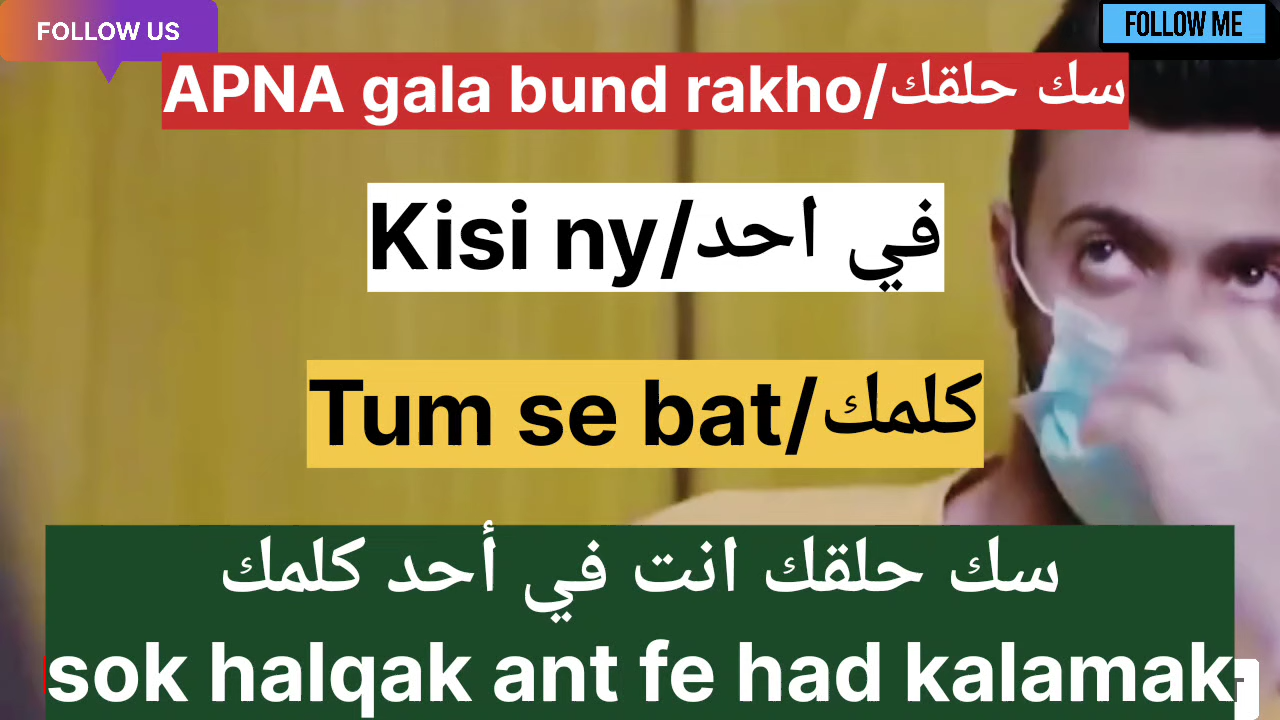 FOLLOW US
FOLLOW ME
APNA gala bund rakho/سك حلقك
Kisi ny/في احد
Tum se bat/كلمك
سك حلقك انت في أحد كلمك
sok halqak ant fe had kalamak